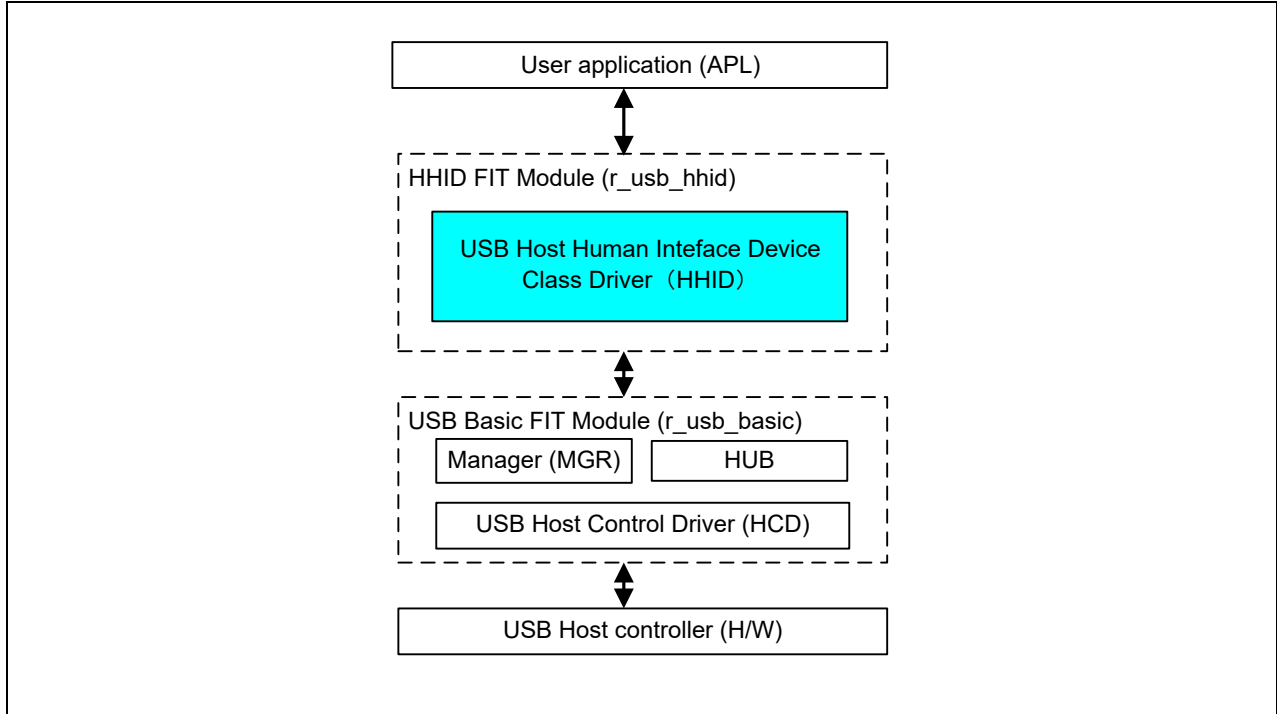 User application (APL)
HHID FIT Module (r_usb_hhid)
USB Host Human Inteface Device
Class Driver（HHID）
USB Basic FIT Module (r_usb_basic)
Manager (MGR)
HUB
USB Host Control Driver (HCD)
USB Host controller (H/W)